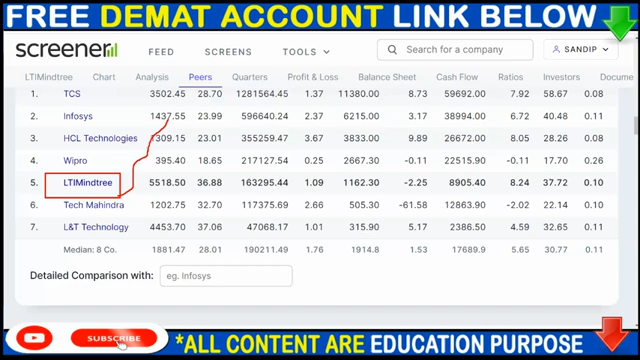 FREE DEMAT ACCOUNT LINK BELOW
screener FEED SCREENS TOOLS Search for a company SANDIP
LTIMindtree Chart Analysis Peers Quarters Profit & Loss Balance Sheet Cash Flow Ratios Investors Docume
1. TCS 3502.45 28.70 1281564.45 1.37 11380.00 8.73 59692.00 7.92 58.67 0.08
2. Infosys 1437.55 23.99 596640.24 2.37 6215.00 3.17 38994.00 6.72 40.48 0.11
3. HCL Technologies 1309.15 23.01 355259.47 3.67 3833.00 9.89 26672.00 8.05 28.26 0.08
4. Wipro 395.40 18.65 217127.54 0.25 2667.30 -0.11 22515.90 -0.11 17.70 0.26
5. LTIMindtree 5518.50 36.88 163295.44 1.09 1162.30 -2.25 8905.40 8.24 37.72 0.10
6. Tech Mahindra 1202.75 32.70 117375.69 2.66 505.30 -61.58 12863.90 -2.02 22.14 0.10
7. L&T Technology 4453.70 37.06 47068.17 1.01 315.90 5.17 2386.50 4.59 32.61 0.11
Median: 8 Co. 1881.47 28.01 190211.49 1.76 1914.8 1.53 17689.9 5.65 30.77 0.11
Detailed Comparison with: eg. Infosys
SUBSCRIBE *ALL CONTENT ARE EDUCATION PURPOSE